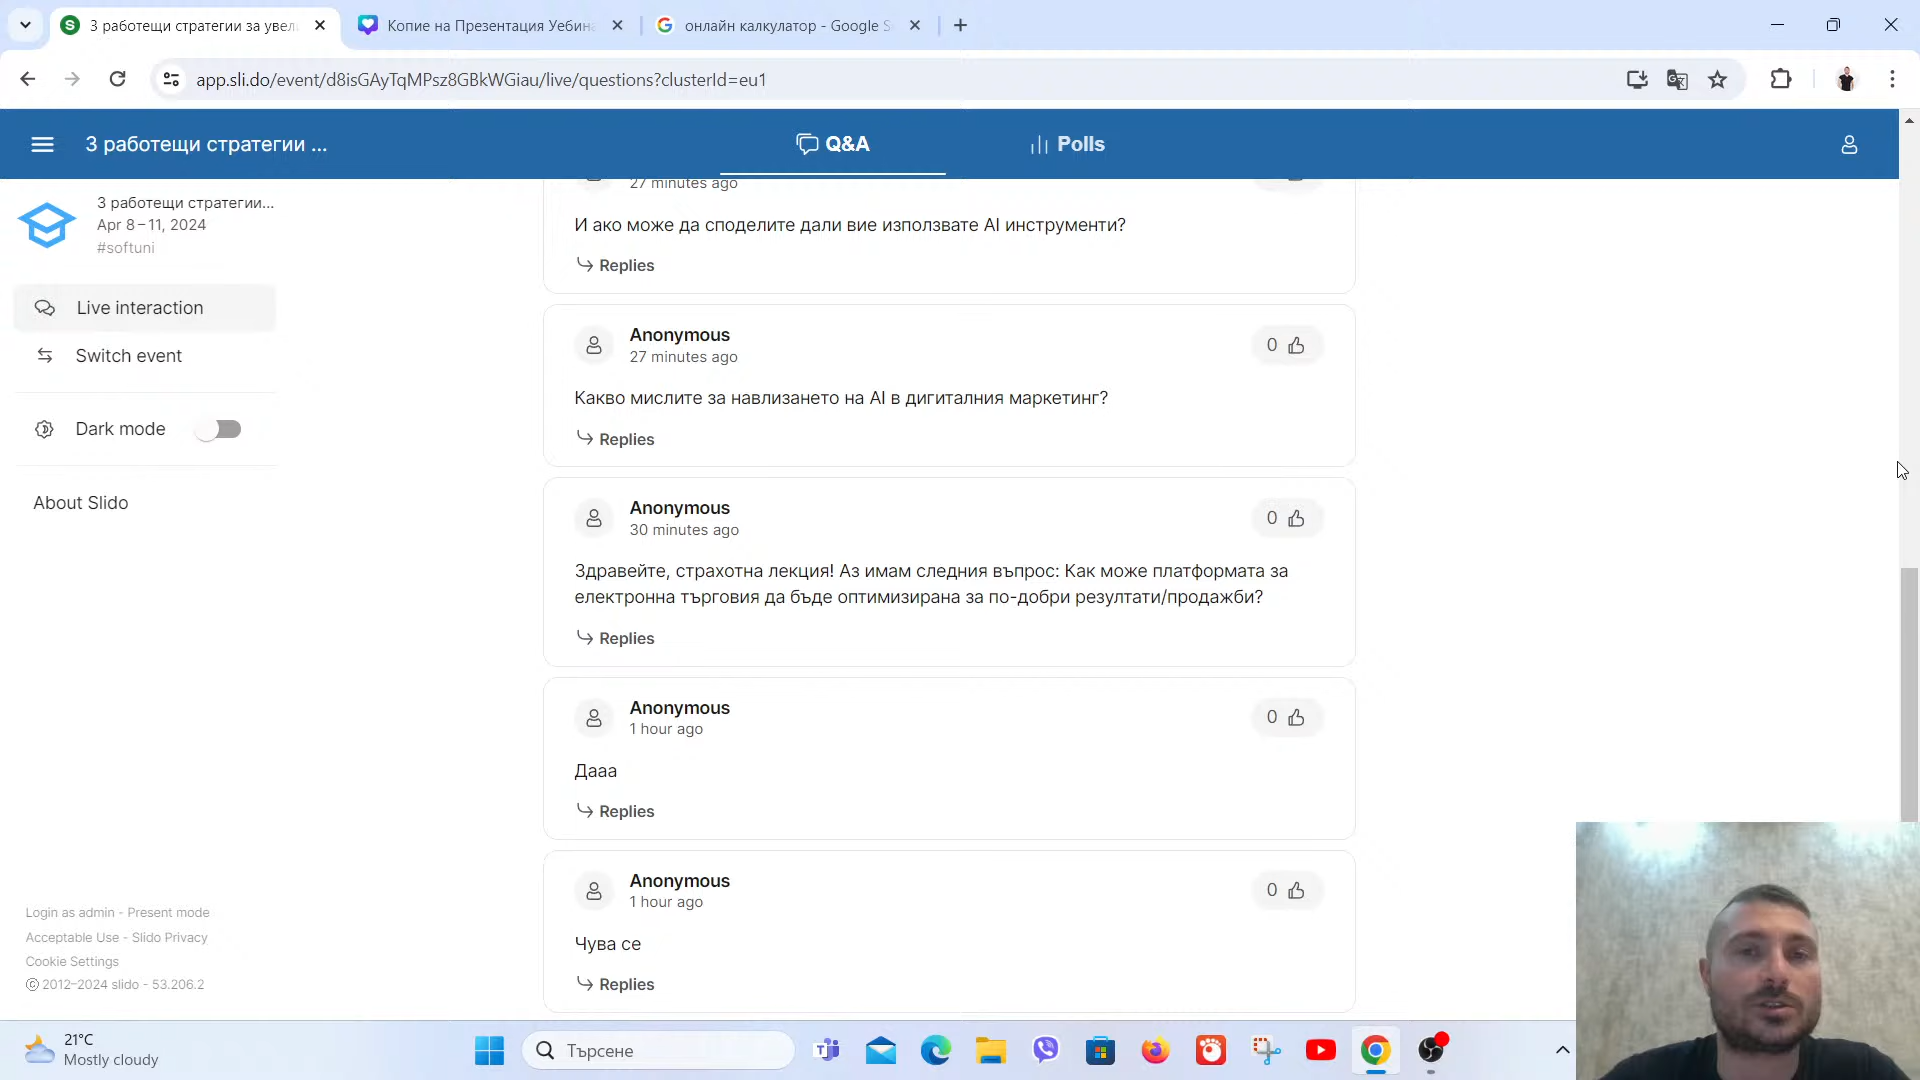 3 работещи стратегии за увел
Копие на Презентация Уебина
онлайн калкулатор - Google S
app.sli.do/event/d8isGAyTqMPsz8GBkWGiau/live/questions?clusterId=eu1
3 работещи стратегии ...
Q&A
Polls
3 работещи стратегии...
Apr 8 – 11, 2024
#softuni
Live interaction
Switch event
Dark mode
About Slido
27 minutes ago
И ако може да споделите дали вие използвате AI инструменти?
Replies
Anonymous
27 minutes ago
0
Какво мислите за навлизането на AI в дигиталния маркетинг?
Replies
Anonymous
30 minutes ago
0
Здравейте, страхотна лекция! Аз имам следния въпрос: Как може платформата за
електронна търговия да бъде оптимизирана за по-добри резултати/продажби?
Replies
Anonymous
1 hour ago
0
Дааа
Replies
Anonymous
1 hour ago
0
Чува се
Replies
Login as admin - Present mode
Acceptable Use - Slido Privacy
Cookie Settings
© 2012–2024 slido - 53.206.2
21°C
Mostly cloudy
Търсене